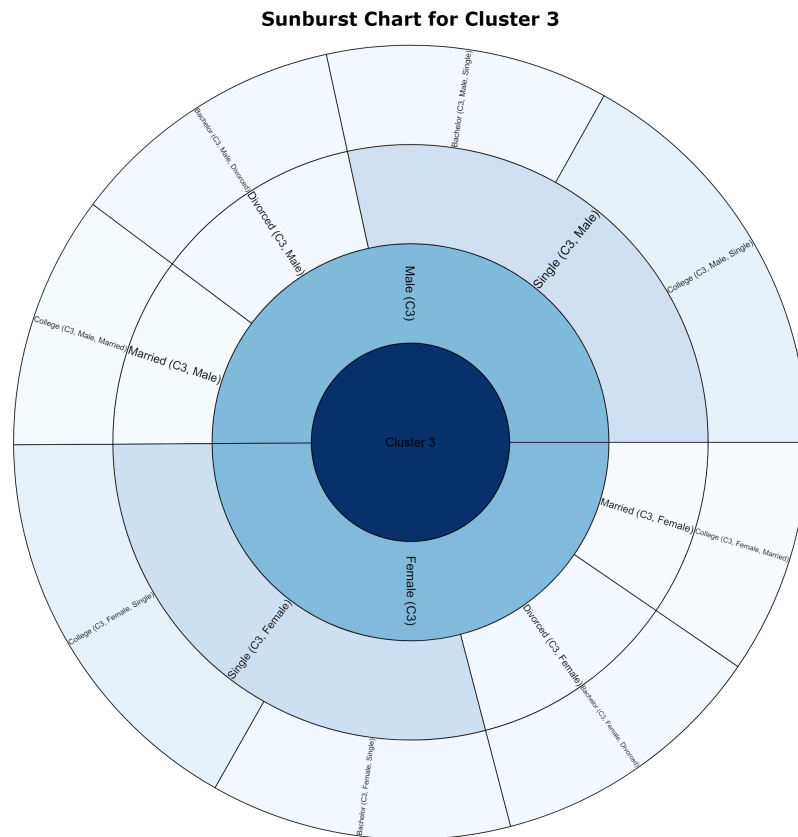 Sunburst Chart for Cluster 3
Bachelor (C3, Male, Single)
Bachelor (C3, Male, Divorced)
Divorced (C3, Male)
Single (C3, Male)
College (C3, Male, Single)
Male (C3)
College (C3, Male, Married)
Married (C3, Male)
Cluster 3
Married (C3, Female)
College (C3, Female, Married)
Female (C3)
College (C3, Female, Single)
Single (C3, Female)
Divorced (C3, Female)
Bachelor (C3, Female, Divorced)
Bachelor (C3, Female, Single)